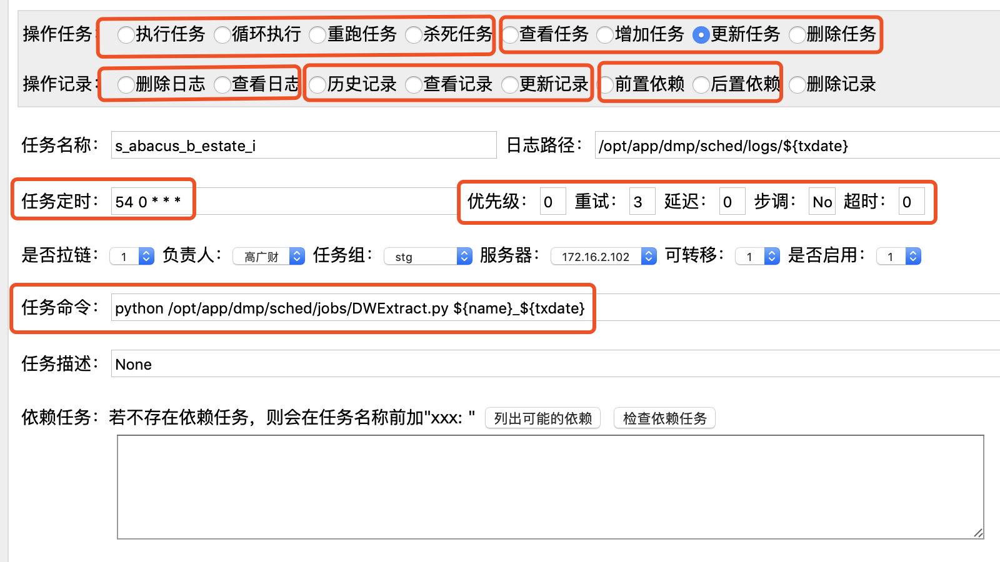 操作任务： 执行任务 循环执行 重跑任务 杀死任务 查看任务 增加任务 更新任务 删除任务
操作记录： 删除日志 查看日志 历史记录 查看记录 更新记录 前置依赖 后置依赖 删除记录
任务名称： s_abacus_b_estate_i 日志路径： /opt/app/dmp/sched/logs/${txdate}
任务定时： 54 0 * * * 优先级： 0 重试： 3 延迟： 0 步调： No 超时： 0
是否拉链： 1 负责人： 高广财 任务组： stg 服务器： 172.16.2.102 可转移： 1 是否启用： 1
任务命令： python /opt/app/dmp/sched/jobs/DWExtract.py ${name}_${txdate}
任务描述： None
依赖任务：若不存在依赖任务，则会在任务名称前加"xxx: " 列出可能的依赖 检查依赖任务